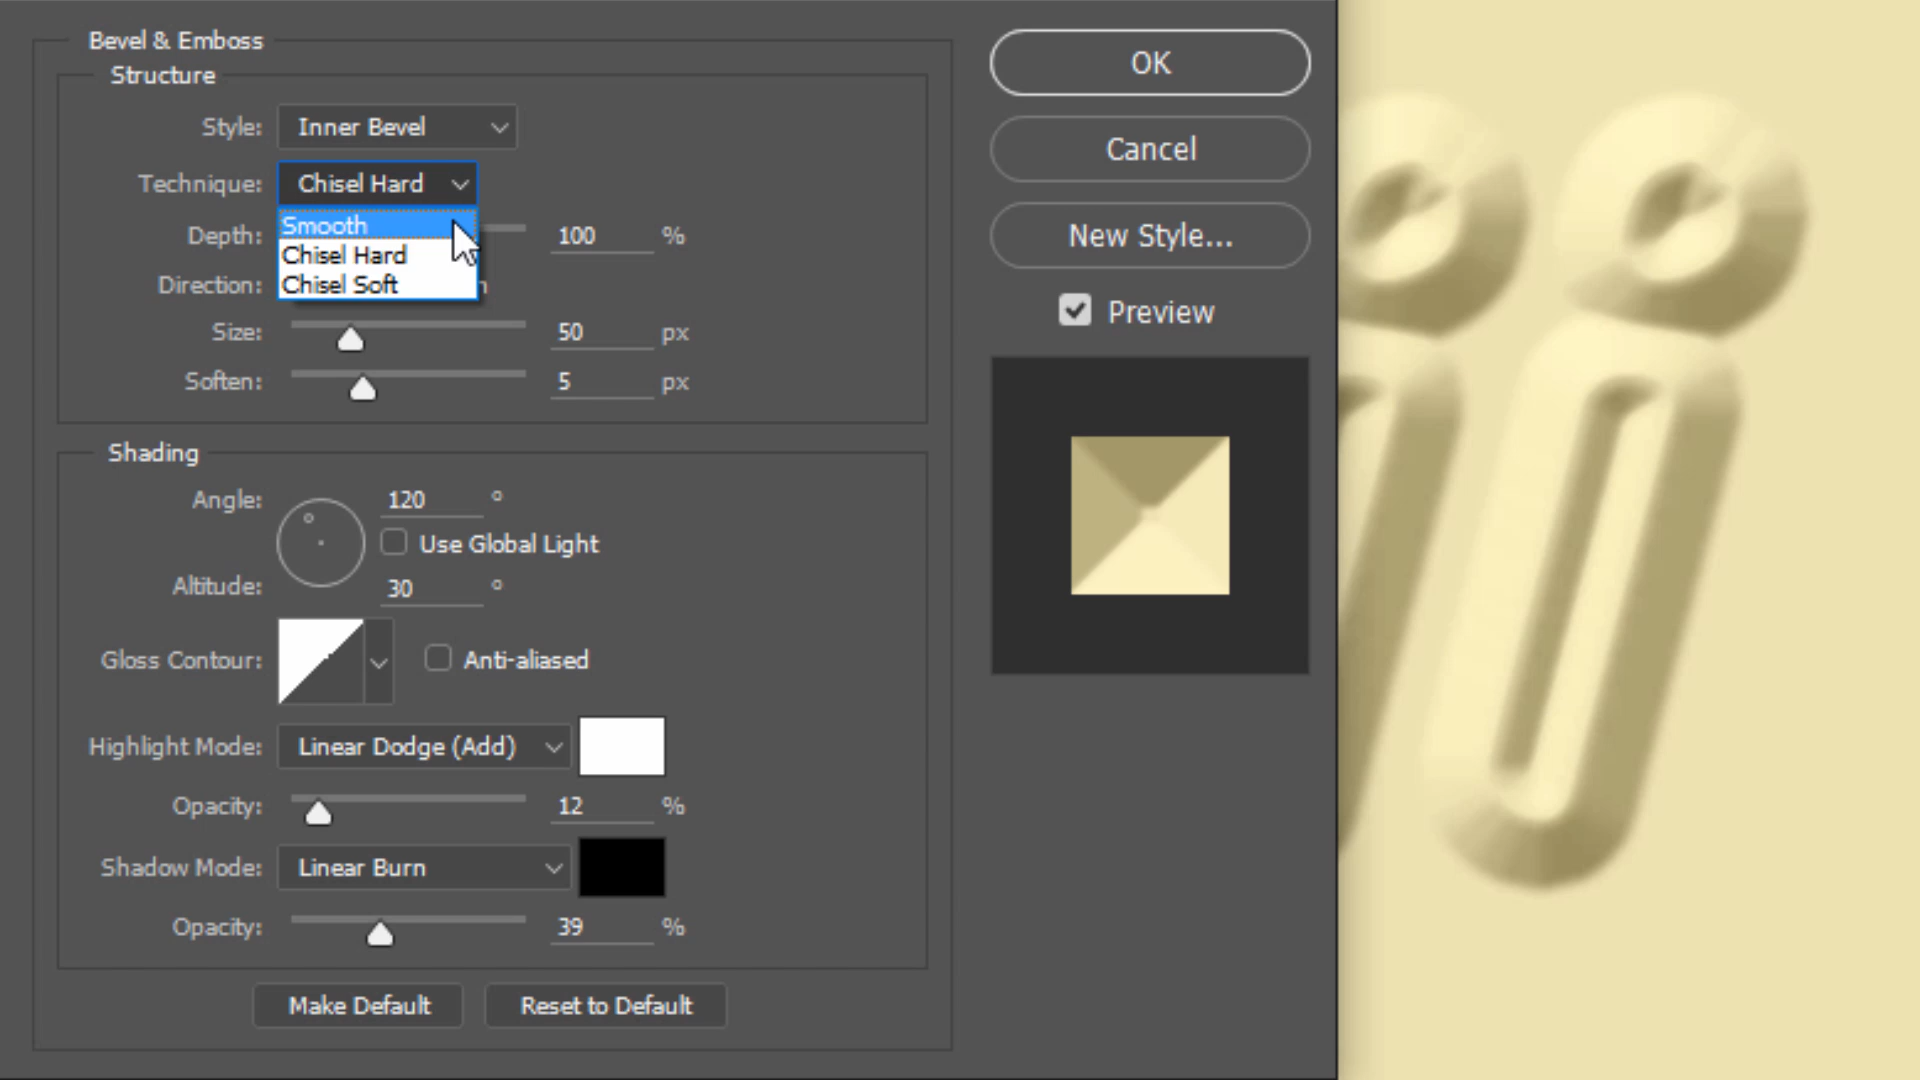 Bevel & Emboss
Structure
Style: Inner Bevel
Technique: Chisel Hard
Smooth
Chisel Hard
Chisel Soft
Depth: 100 %
Direction:
Size: 50 px
Soften: 5 px
Shading
Angle: 120 °
Use Global Light
Altitude: 30 °
Gloss Contour: Anti-aliased
Highlight Mode: Linear Dodge (Add)
Opacity: 12 %
Shadow Mode: Linear Burn
Opacity: 39 %
Make Default Reset to Default
OK
Cancel
New Style...
Preview